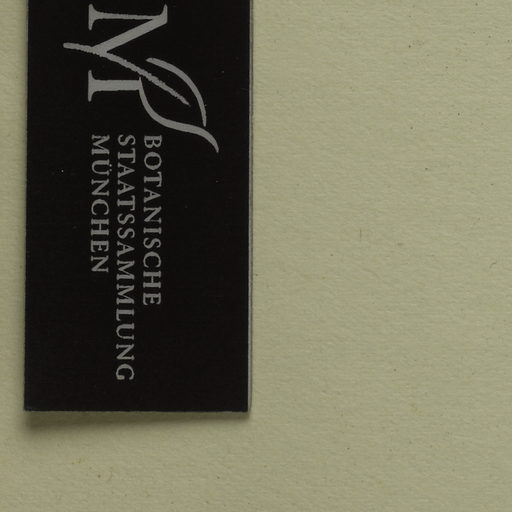 M
BOTANISCHE
STAATSSAMMLUNG
MÜNCHEN